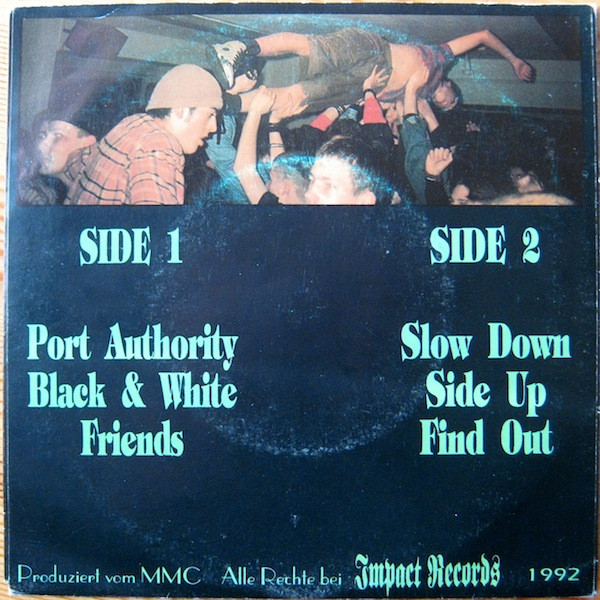 SIDE 1
Port Authority
Black & White
Friends
SIDE 2
Slow Down
Side Up
Find Out
Produziert vom MMC Alle Rechte bei Impact Records 1992